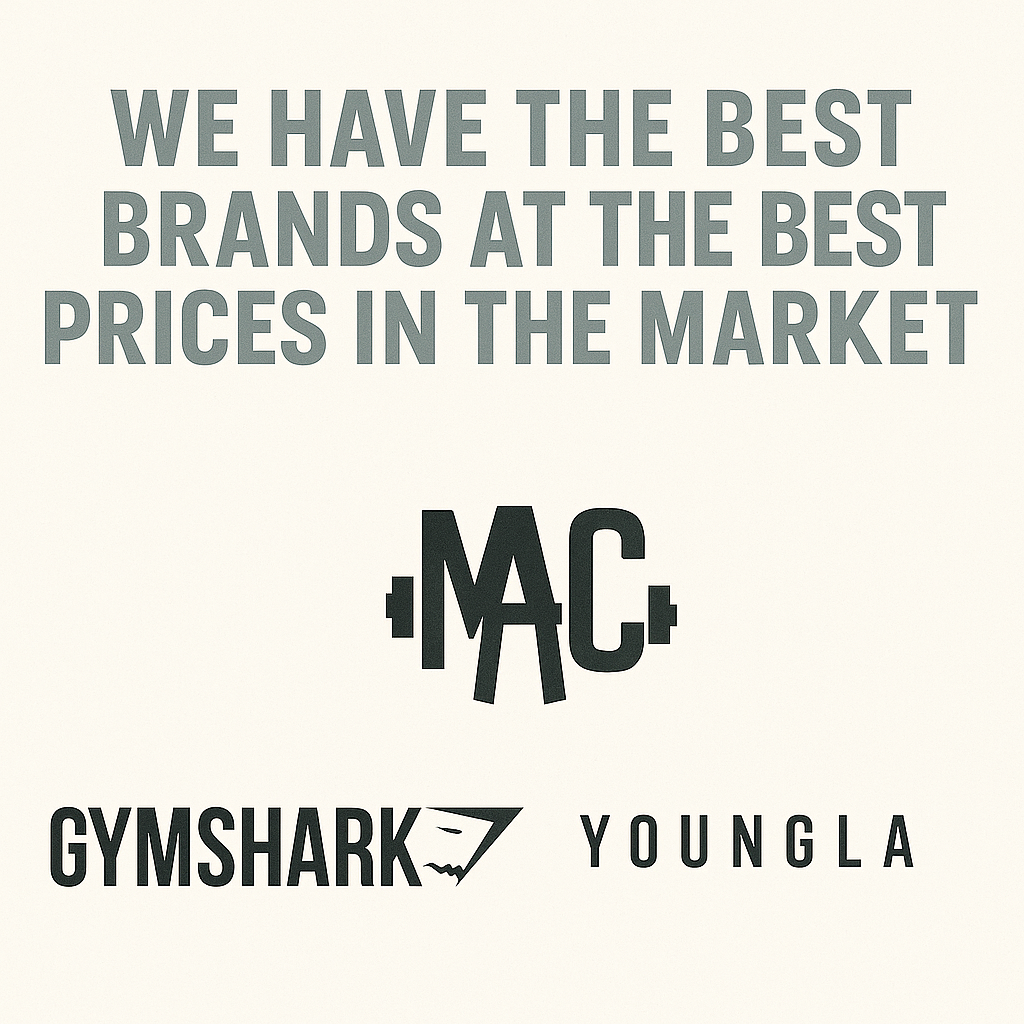 WE HAVE THE BEST
BRANDS AT THE BEST
PRICES IN THE MARKET
MAC
GYMSHARK YOUNGLA